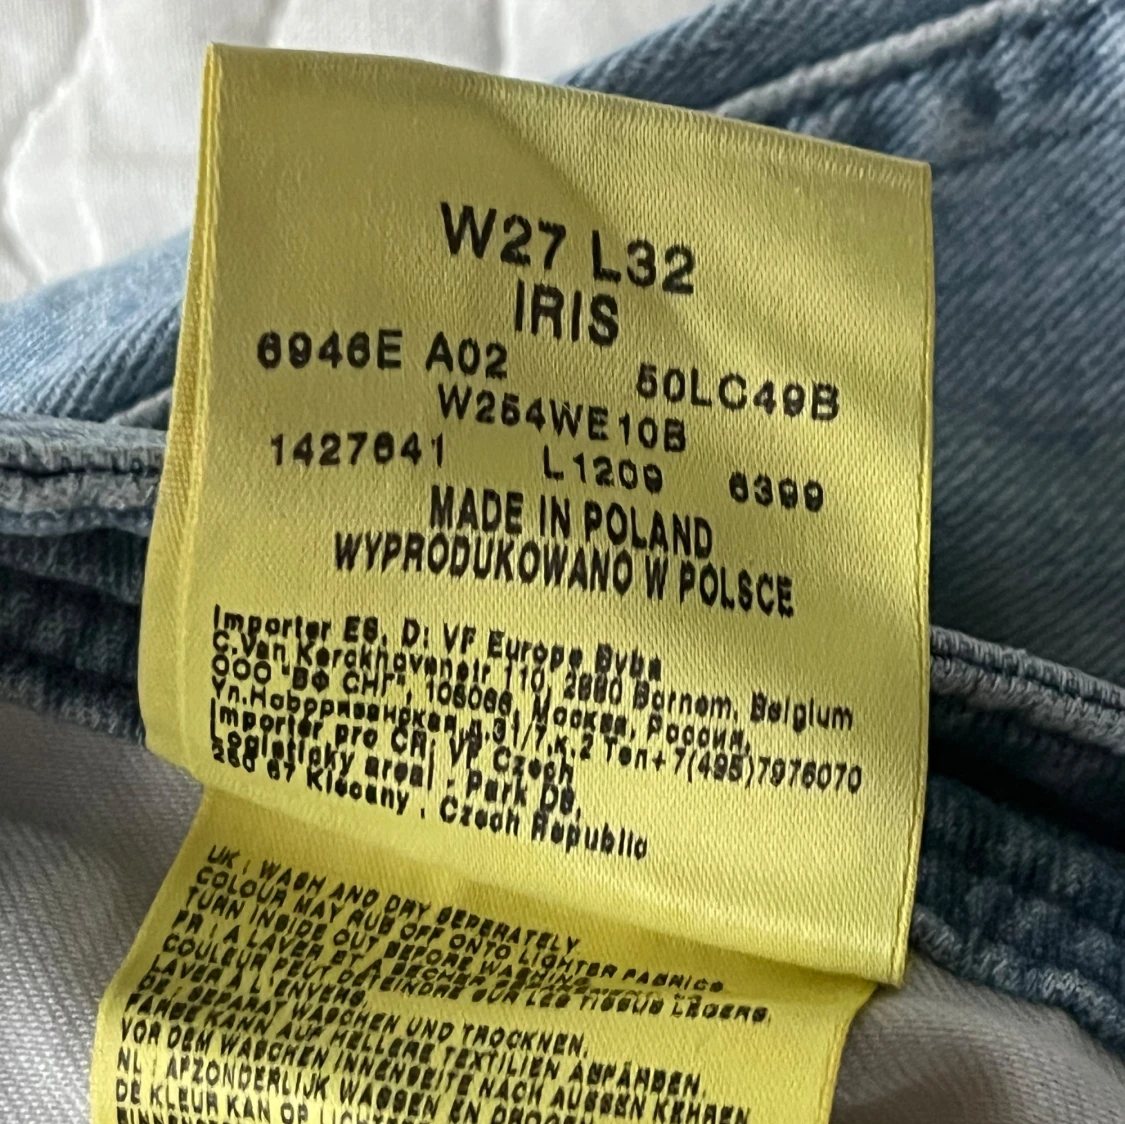 W27 L32
IRIS
6946E A02 50LC49B
W254WE10B
1427641 L1209 6399
MADE IN POLAND
WYPRODUKOWANO W POLSCE
Importer ES, D: VF Europe Bvba
C.Van Kerckhovenstr 110, 2880 Bornem, Belgium
ООО "ВФ СНГ", 105066, Москва, Россия,
Ул.Новорязанская,д.31/7,к.2 Тел+7(495)7976070
Importer pro CR: VF Czech
Logisticky areal - Park D8,
250 67 Klecany, Czech Republic
UK : WASH AND DRY SEPERATELY.
COLOUR MAY RUB OFF ONTO LIGHTER FABRICS.
TURN INSIDE OUT BEFORE WASHING.
FR : A LAVER ET SECHER
COULEUR PEUT DETEINDRE SUR LES TISSUS LEGERS.
LAVER A L'ENVERS.
DE : SEPARAT WASCHEN UND TROCKNEN.
FARBE KANN AUF HELLERE TEXTILIEN ABFÄRBEN.
VOR DEM WASCHEN INNENSEITE NACH AUSSEN KEHREN
NL : AFZONDERLIJK WASSEN EN DROGEN
DE KLEUR KAN OP